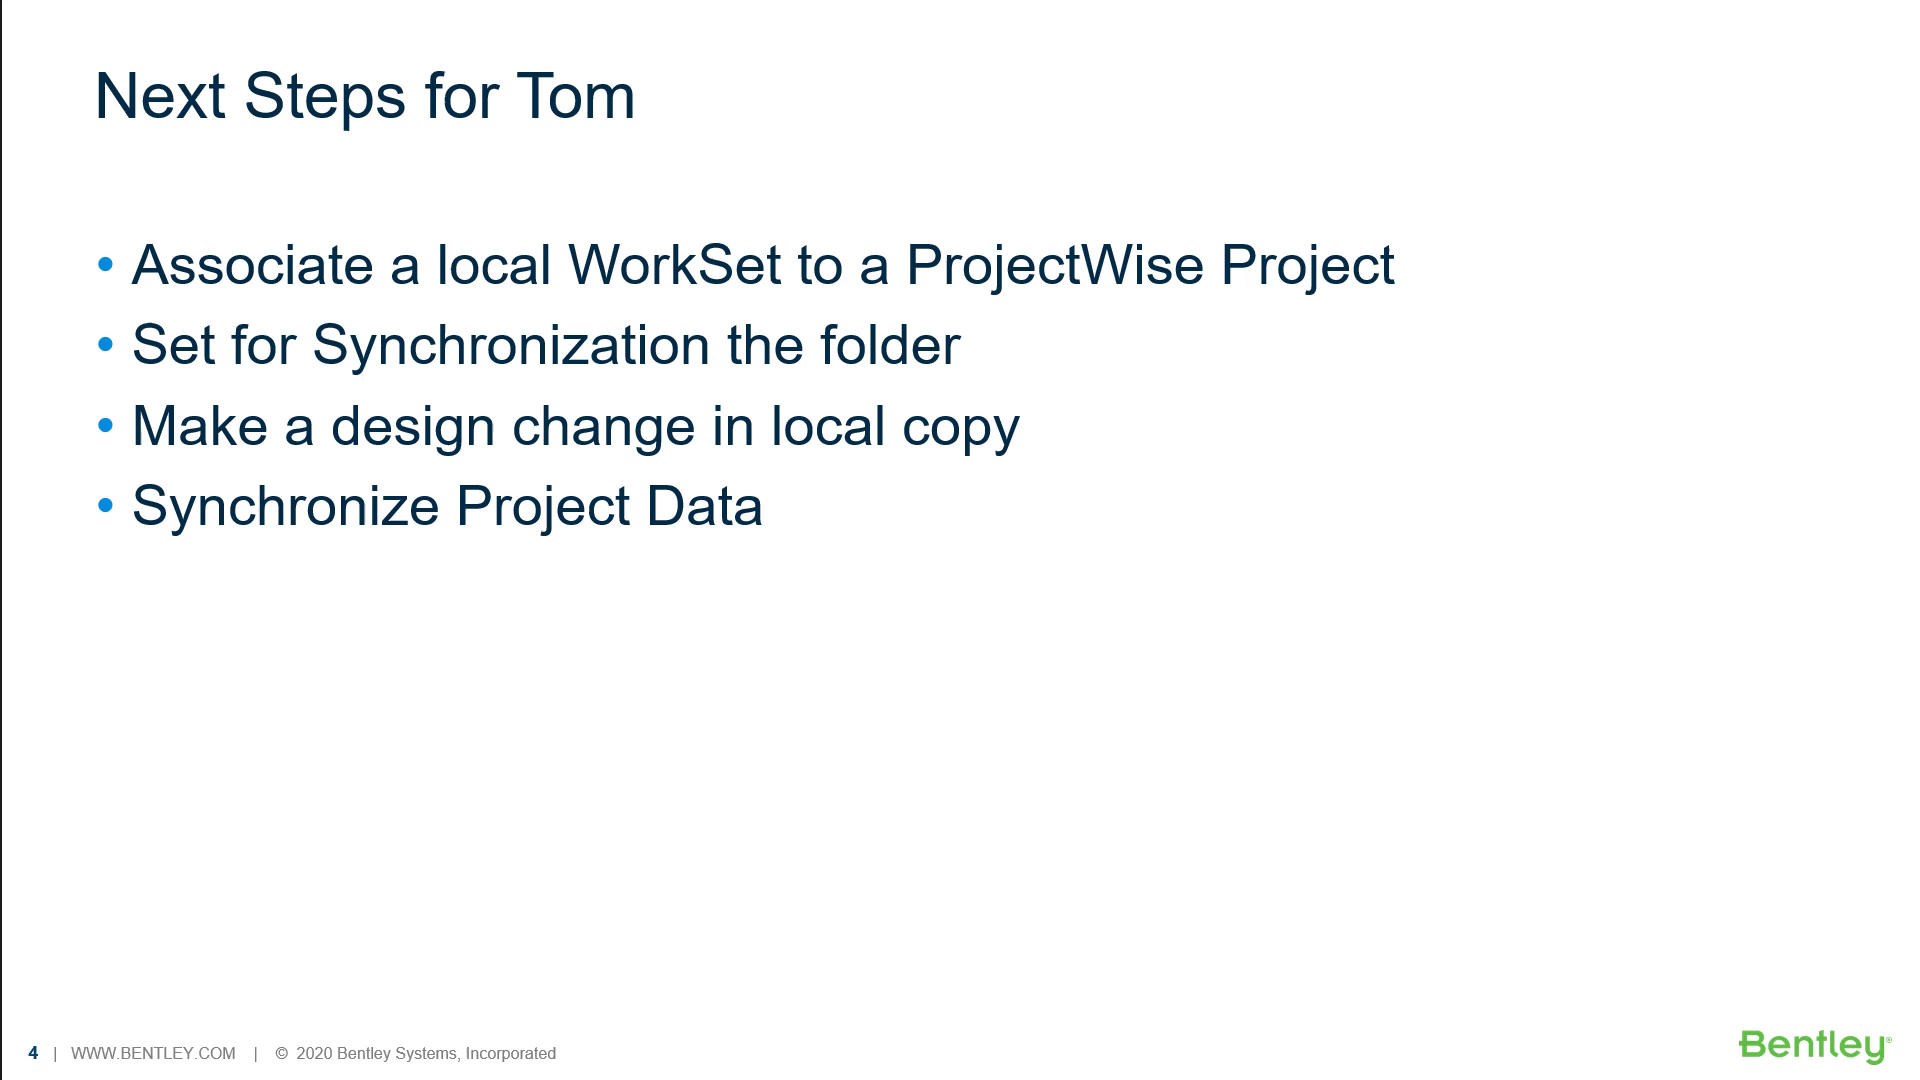 Next Steps for Tom
• Associate a local WorkSet to a ProjectWise Project
• Set for Synchronization the folder
• Make a design change in local copy
• Synchronize Project Data
4 | WWW.BENTLEY.COM | © 2020 Bentley Systems, Incorporated
Bentley®